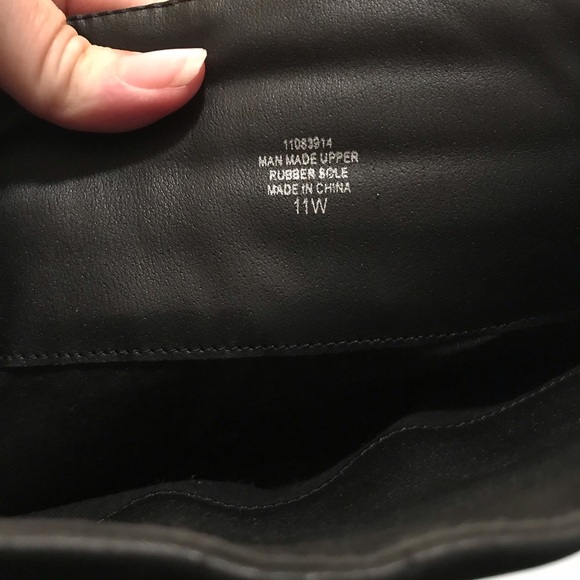 11083914
MAN MADE UPPER
RUBBER SOLE
MADE IN CHINA
11W